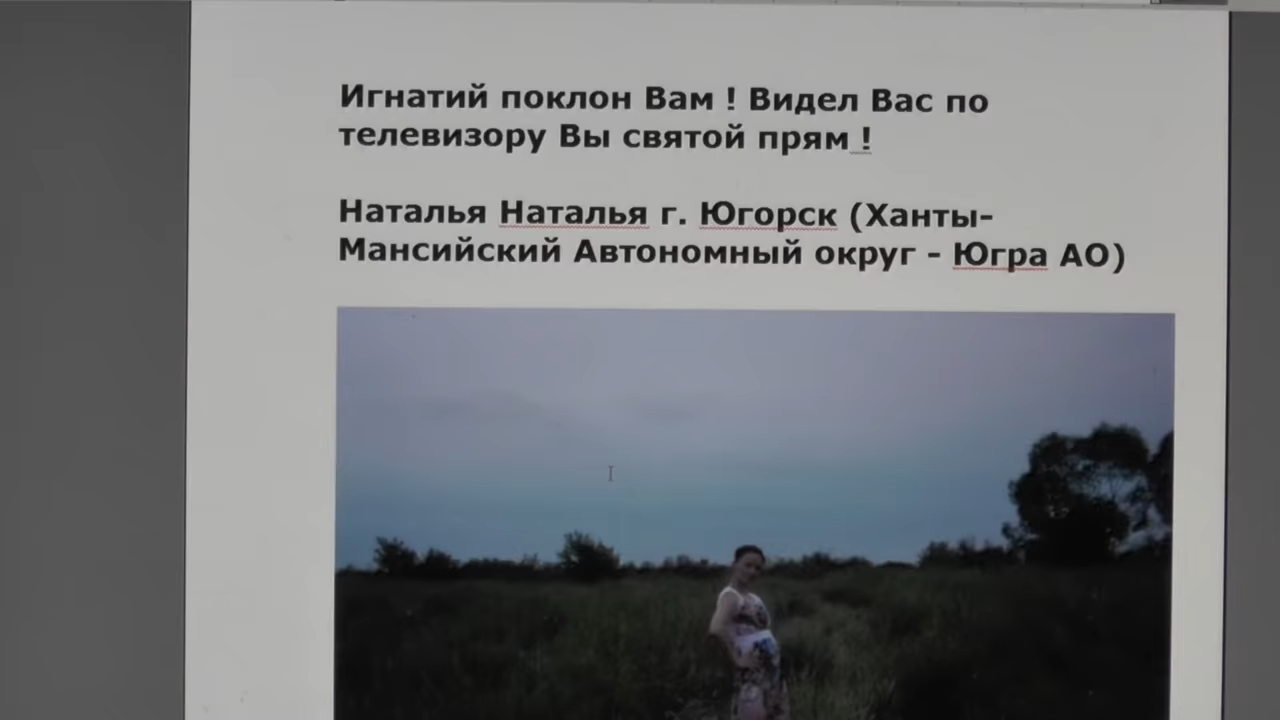 Игнатий поклон Вам ! Видел Вас по
телевизору Вы святой прям !
Наталья Наталья г. Югорск (Ханты-
Мансийский Автономный округ - Югра АО)